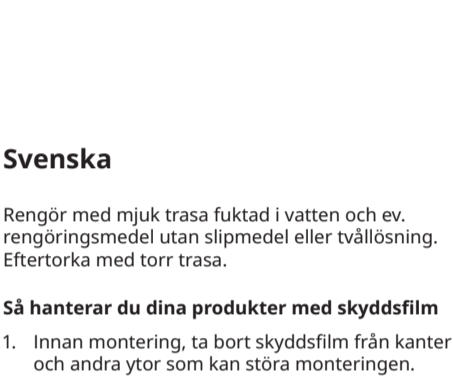 Svenska
Rengör med mjuk trasa fuktad i vatten och ev.
rengöringsmedel utan slipmedel eller tvållösning.
Eftertorka med torr trasa.
Så hanterar du dina produkter med skyddsfilm
1. Innan montering, ta bort skyddsfilm från kanter
och andra ytor som kan störa monteringen.